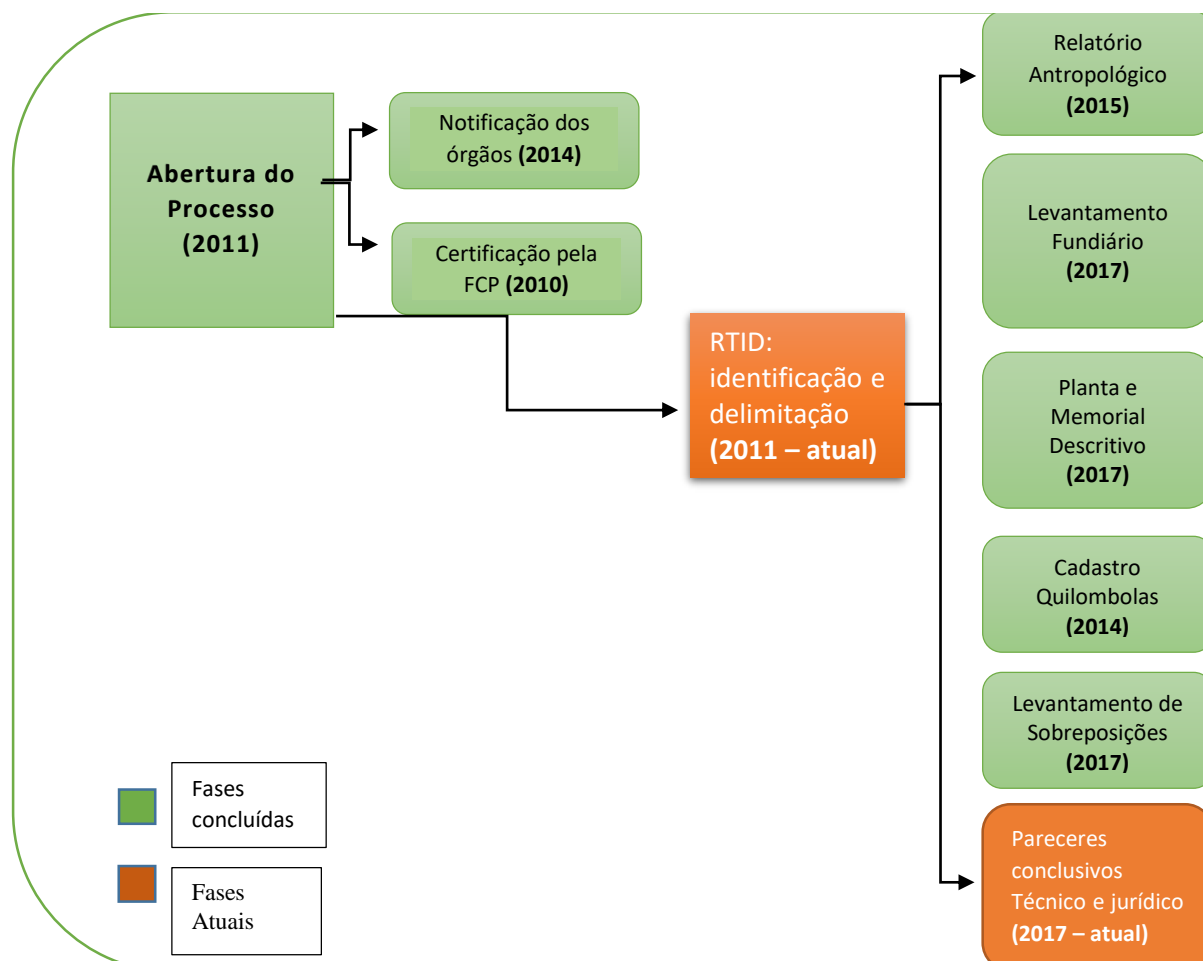 Abertura do
Processo
(2011)
Notificação dos
órgãos (2014)
Certificação pela
FCP (2010)
RTID:
identificação e
delimitação
(2011 – atual)
Relatório
Antropológico
(2015)
Levantamento
Fundiário
(2017)
Planta e
Memorial
Descritivo
(2017)
Cadastro
Quilombolas
(2014)
Levantamento de
Sobreposições
(2017)
Pareceres
conclusivos
Técnico e jurídico
(2017 – atual)
Fases
concluídas
Fases
Atuais